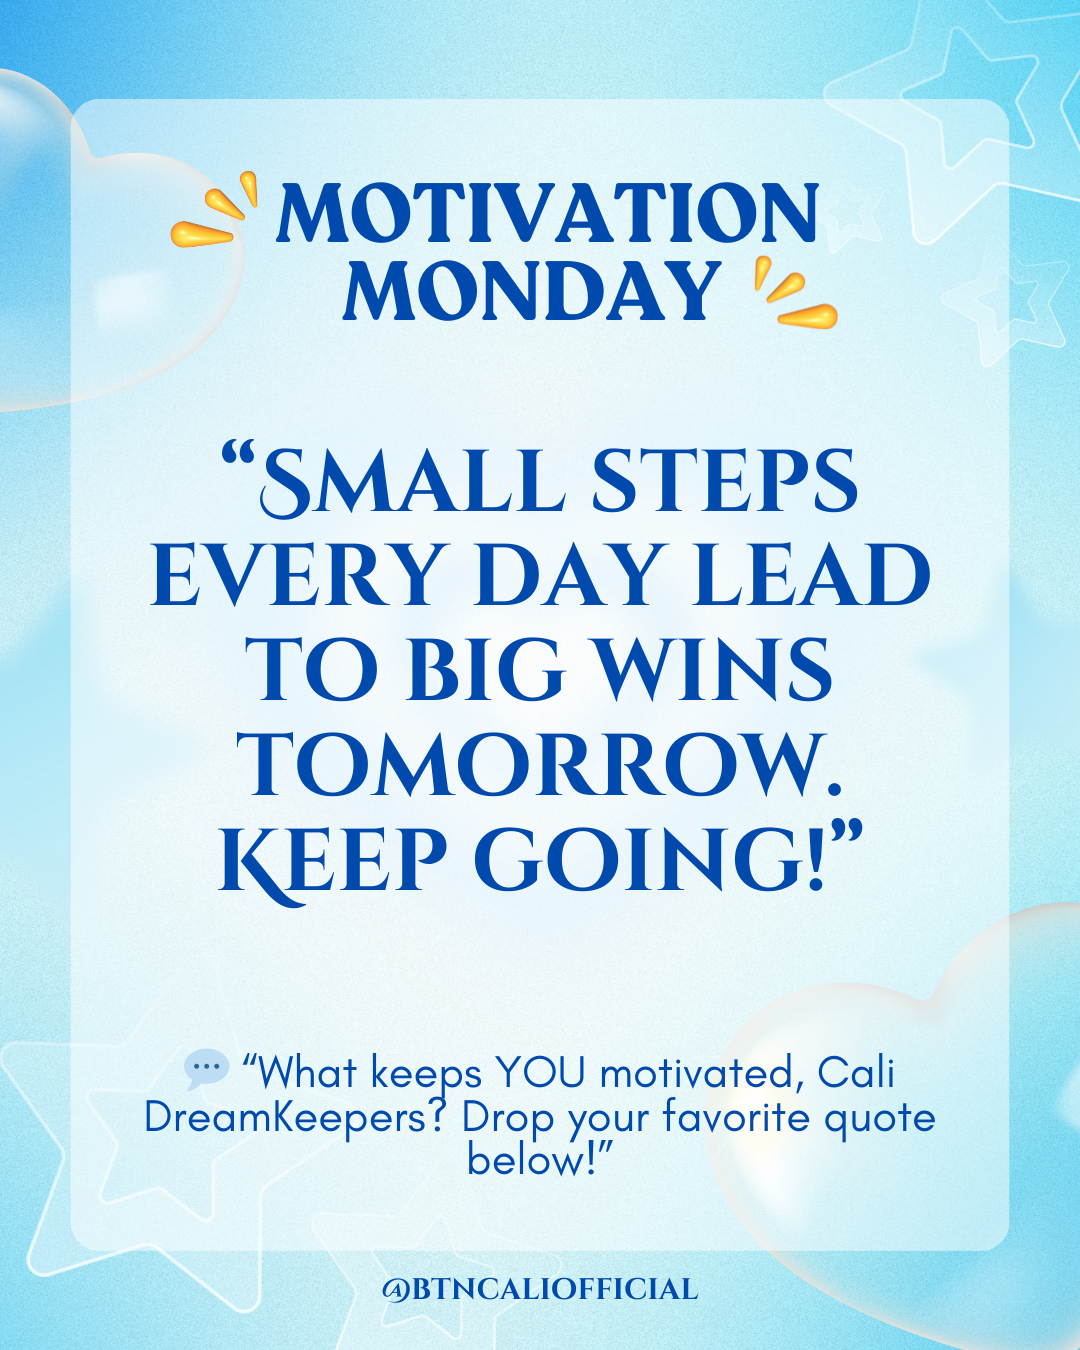 MOTIVATION
MONDAY
“SMALL STEPS
EVERY DAY LEAD
TO BIG WINS
TOMORROW.
KEEP GOING!”
💬 “What keeps YOU motivated, Cali
DreamKeepers? Drop your favorite quote
below!”
@BTNCALIOFFICIAL